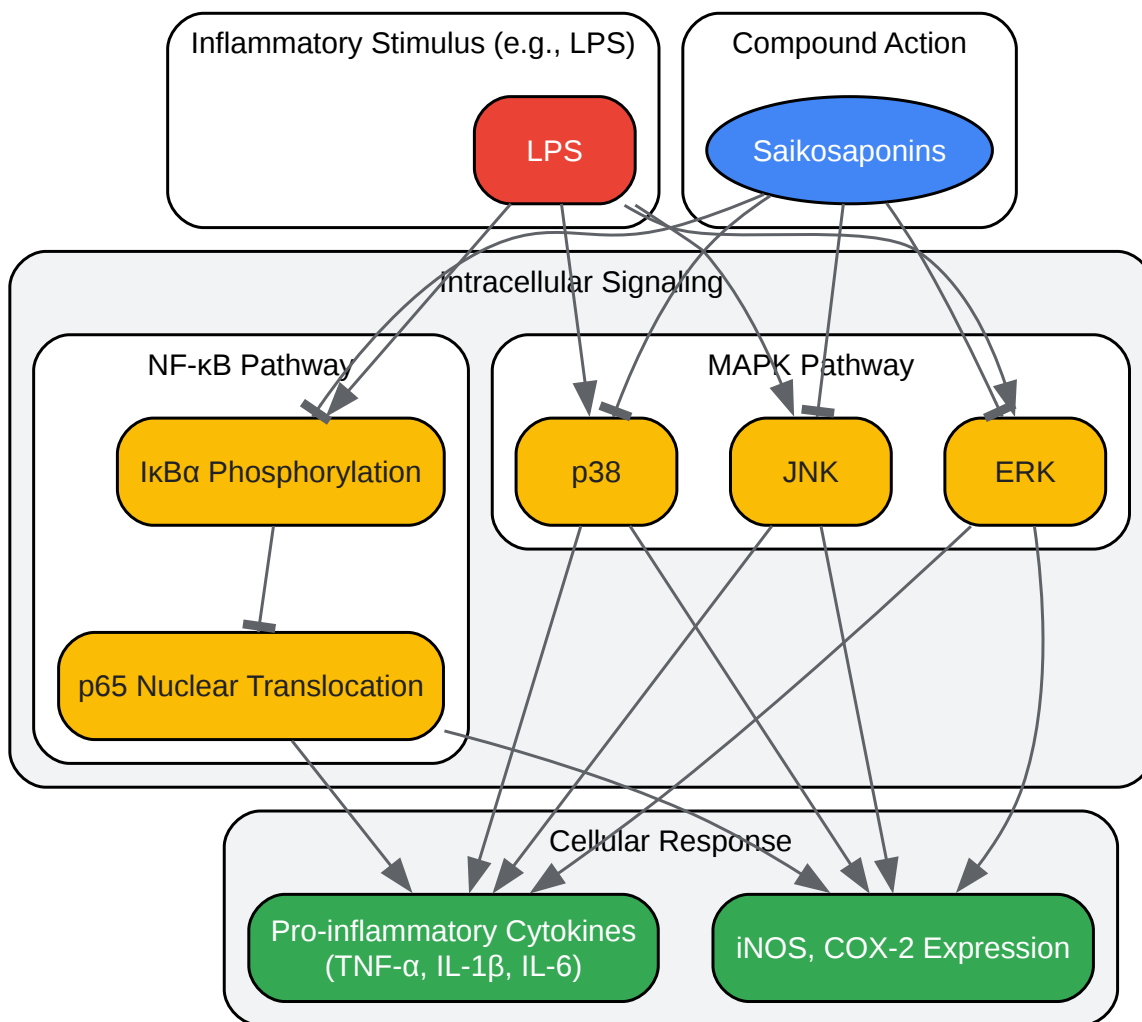 Inflammatory Stimulus (e.g., LPS)
Compound Action
LPS
Saikosaponins
Intracellular Signaling
NF-κB Pathway
MAPK Pathway
IκBα Phosphorylation
p38
JNK
ERK
p65 Nuclear Translocation
Cellular Response
Pro-inflammatory Cytokines
(TNF-α, IL-1β, IL-6)
iNOS, COX-2 Expression